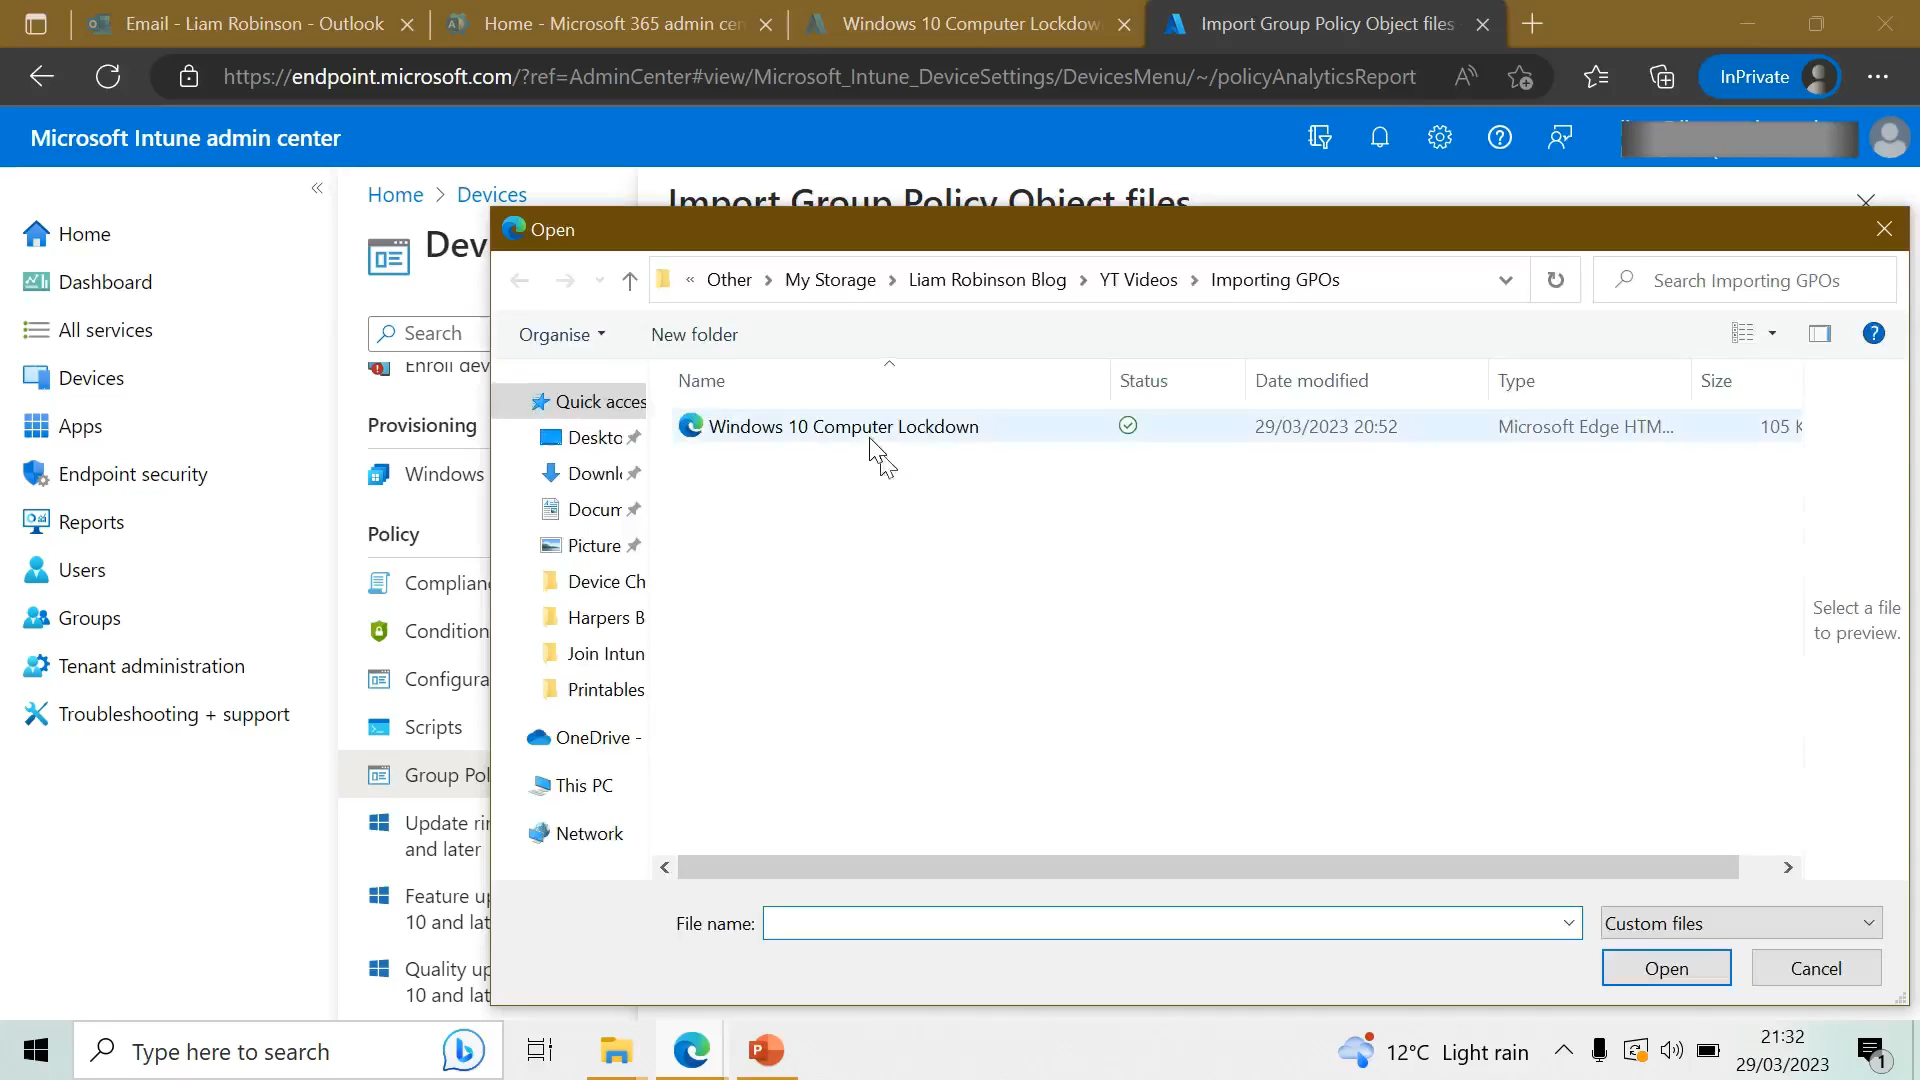 Email - Liam Robinson - Outlook
Home - Microsoft 365 admin cen
Windows 10 Computer Lockdow
Import Group Policy Object files
https://endpoint.microsoft.com/?ref=AdminCenter#view/Microsoft_Intune_DeviceSettings/DevicesMenu/~/policyAnalyticsReport
InPrivate
Microsoft Intune admin center
Home
Dashboard
All services
Devices
Apps
Endpoint security
Reports
Users
Groups
Tenant administration
Troubleshooting + support
Home > Devices
Dev
Search
Enroll dev
Provisioning
Windows
Policy
Complianc
Condition
Configura
Scripts
Group Pol
Update rin
and later
Feature up
10 and lat
Quality up
10 and lat
Import Group Policy Object files
Open
« Other > My Storage > Liam Robinson Blog > YT Videos > Importing GPOs
Search Importing GPOs
Organise
New folder
Name Status Date modified Type Size
Windows 10 Computer Lockdown 29/03/2023 20:52 Microsoft Edge HTM... 105 K
Quick acces
Deskto
Downl
Docum
Picture
Device Ch
Harpers B
Join Intun
Printables
OneDrive -
This PC
Network
Select a file
to preview.
File name:
Custom files
Open
Cancel
Type here to search
12°C Light rain
21:32
29/03/2023
1